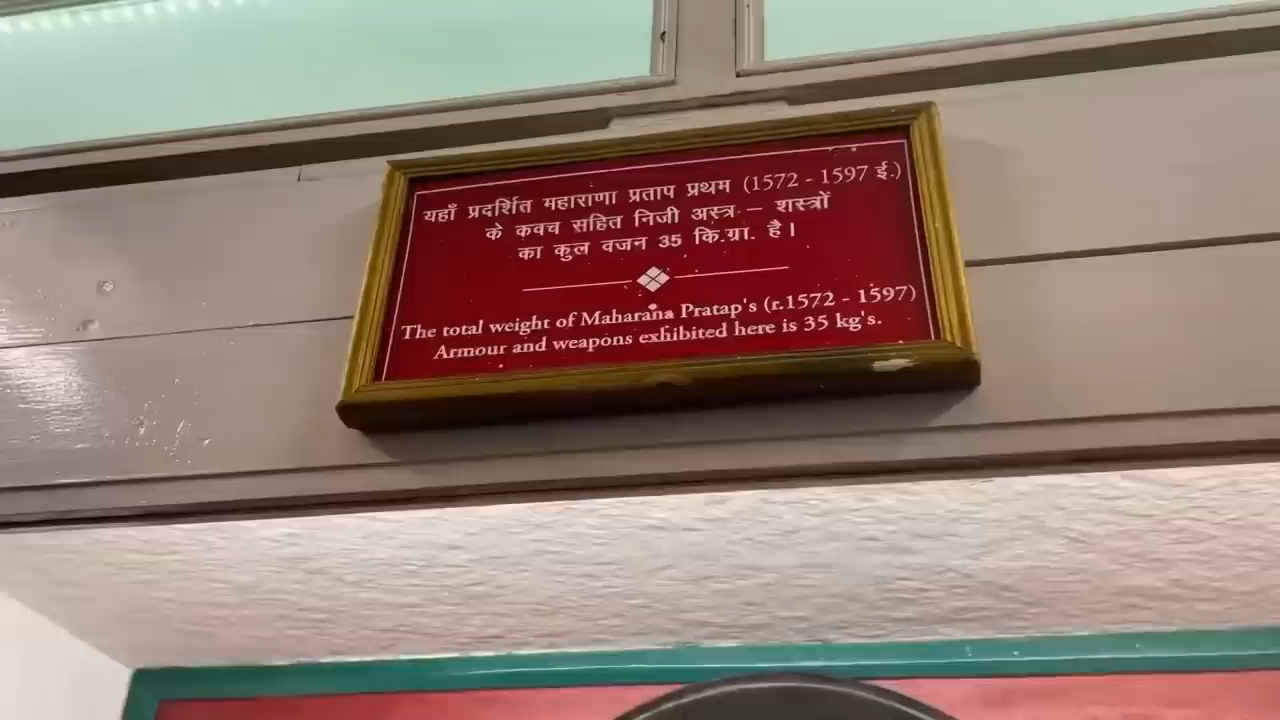 यहाँ प्रदर्शित महाराणा प्रताप प्रथम (1572 - 1597 ई.)
के कवच सहित निजी अस्त्र - शस्त्रों
का कुल वजन 35 कि.ग्रा. है।
The total weight of Maharana Pratap's (r.1572 - 1597)
Armour and weapons exhibited here is 35 kg's.